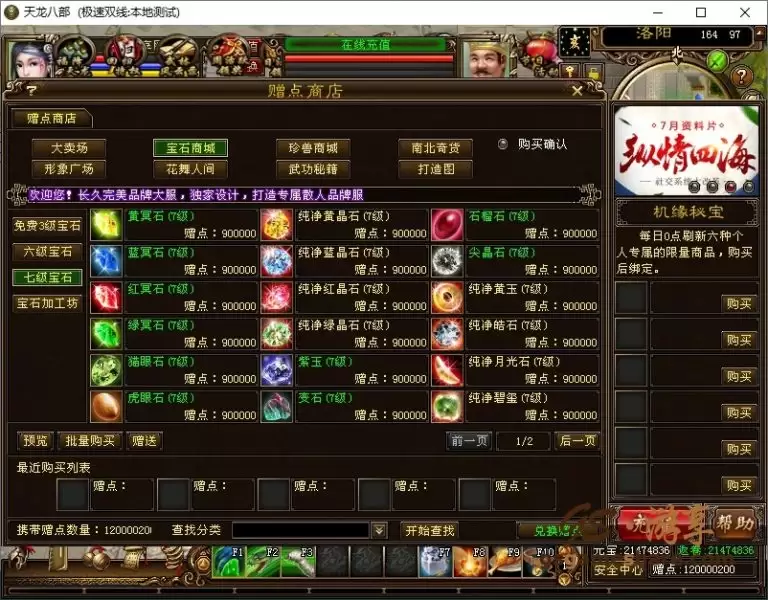 天龙八部 (极速双线:本地测试)
在线充值
洛阳
164 97
北
?
赠点商店
赠点商店
大卖场
宝石商城
珍兽商城
南北奇货
购买确认
形象广场
花舞人间
武功秘籍
打造图
欢迎您! 长久完美品牌大服,独家设计,打造专属散人品牌服
免费3级宝石
六级宝石
七级宝石
宝石加工坊
黄冥石(7级)
赠点:900000
纯净黄晶石(7级)
赠点:900000
石榴石(7级)
赠点:900000
蓝冥石(7级)
赠点:900000
纯净蓝晶石(7级)
赠点:900000
尖晶石(7级)
赠点:900000
红冥石(7级)
赠点:900000
纯净红晶石(7级)
赠点:900000
纯净黄玉(7级)
赠点:900000
绿冥石(7级)
赠点:900000
纯净绿晶石(7级)
赠点:900000
纯净皓石(7级)
赠点:900000
猫眼石(7级)
赠点:900000
紫玉(7级)
赠点:900000
纯净月光石(7级)
赠点:900000
虎眼石(7级)
赠点:900000
变石(7级)
赠点:900000
纯净碧玺(7级)
赠点:900000
预览
批量购买
赠送
前一页
1/2
后一页
最近购买列表
赠点:
赠点:
赠点:
赠点:
赠点:
携带赠点数量:12000020
查找分类
开始查找
兑换赠点
7月资料片
纵情四海
机缘秘宝
每日0点刷新六种个
人专属的限量商品,购买
后绑定。
购买
购买
购买
购买
购买
购买
帮助
F1
F2
F3
F7
F8
F9
F10
元宝:21474836
安全中心
赠点:120000200